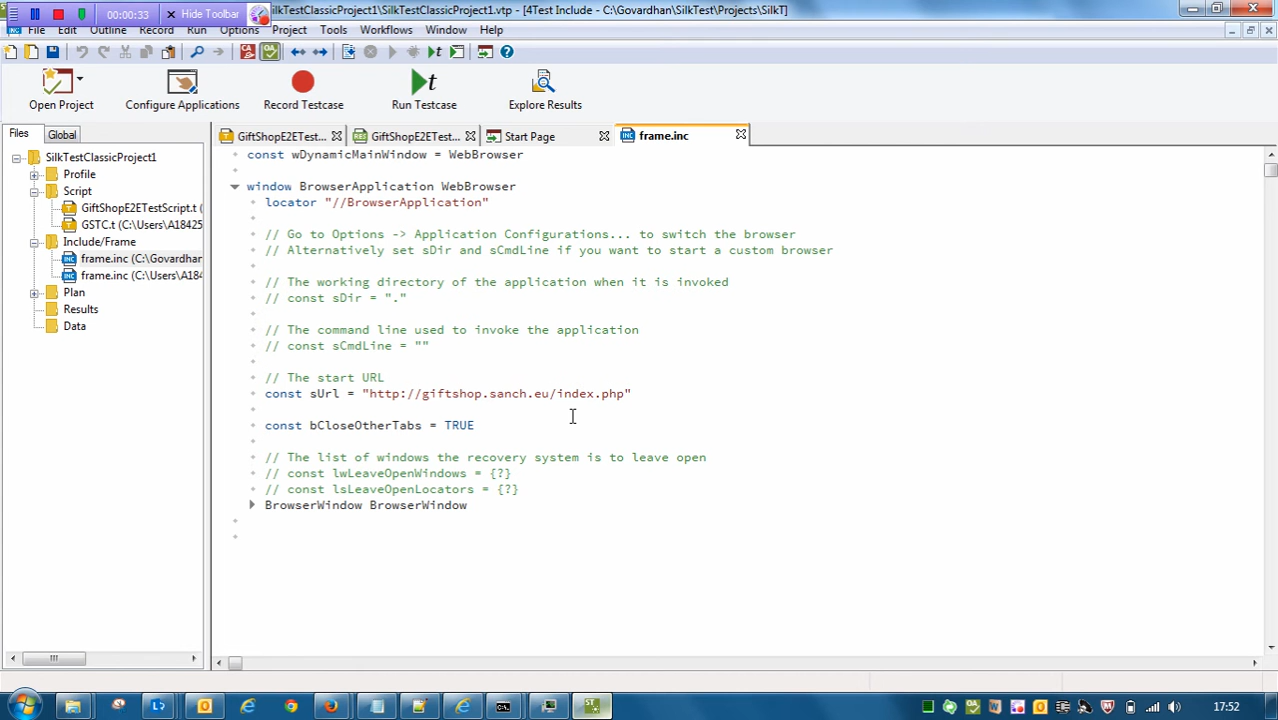 00:00:33 Hide Toolbar ilkTestClassicProject1\SilkTestClassicProject1.vtp - [4Test Include - C:\Govardhan\SilkTest\Projects\SilkT]
File Edit Outline Record Run Options Project Tools Workflows Window Help
Open Project Configure Applications Record Testcase Run Testcase Explore Results
Files Global
GiftShopE2ETest... GiftShopE2ETest... Start Page frame.inc
SilkTestClassicProject1
Profile
Script
GiftShopE2ETestScript.t (
GSTC.t (C:\Users\A18425
Include/Frame
frame.inc (C:\Govardhan
frame.inc (C:\Users\A184
Plan
Results
Data
const wDynamicMainWindow = WebBrowser
window BrowserApplication WebBrowser
locator "//BrowserApplication"
// Go to Options -> Application Configurations... to switch the browser
// Alternatively set sDir and sCmdLine if you want to start a custom browser
// The working directory of the application when it is invoked
// const sDir = "."
// The command line used to invoke the application
// const sCmdLine = ""
// The start URL
const sUrl = "http://giftshop.sanch.eu/index.php"
const bCloseOtherTabs = TRUE
// The list of windows the recovery system is to leave open
// const lwLeaveOpenWindows = {?}
// const lsLeaveOpenLocators = {?}
BrowserWindow BrowserWindow
17:52